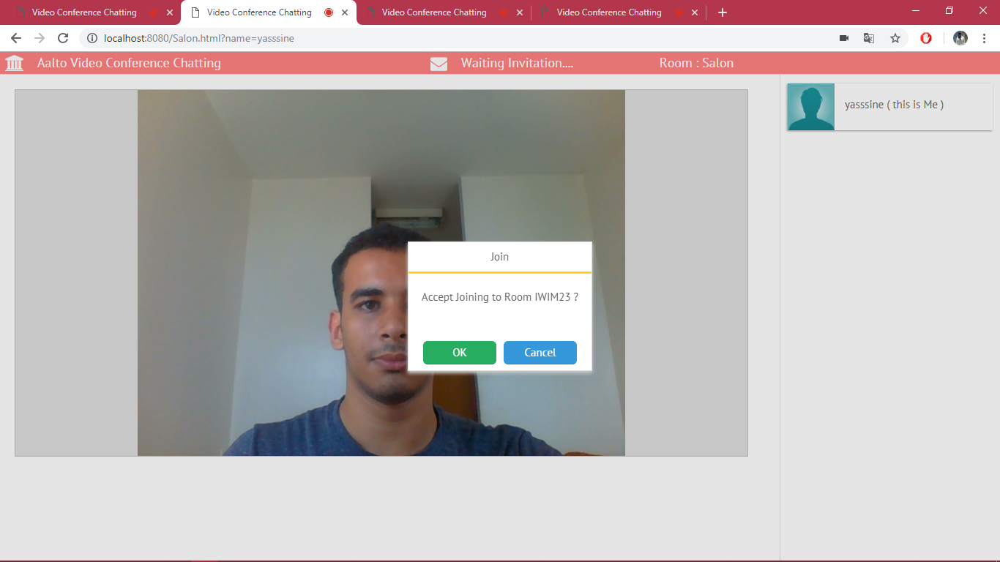 Video Conference Chatting
Video Conference Chatting
Video Conference Chatting
Video Conference Chatting
localhost:8080/Salon.html?name=yasssine
Aalto Video Conference Chatting
Waiting Invitation....
Room : Salon
yasssine ( this is Me )
Join
Accept Joining to Room IWIM23 ?
OK
Cancel